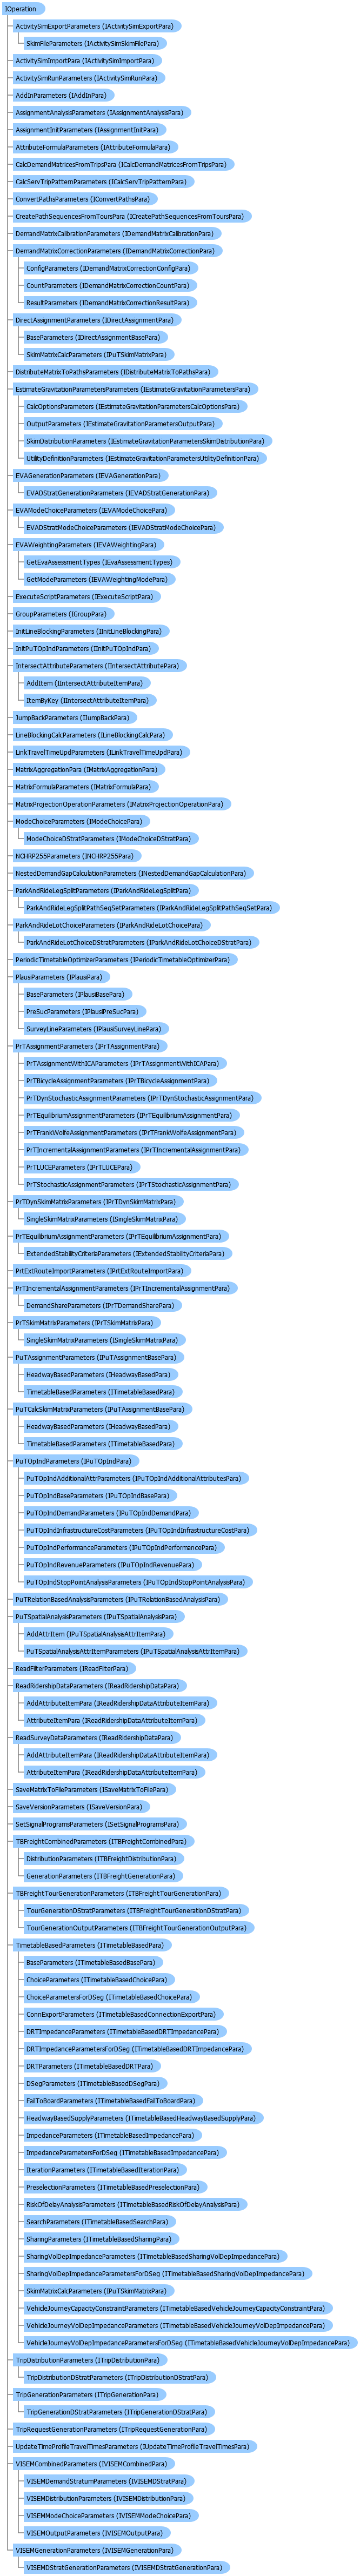 IOperation
ActivitySimExportParameters (IActivitySimExportPara)
SkimFileParameters (IActivitySimSkimFilePara)
ActivitySimImportPara (IActivitySimImportPara)
ActivitySimRunParameters (IActivitySimRunPara)
AddInParameters (IAddInPara)
AssignmentAnalysisParameters (IAssignmentAnalysisPara)
AssignmentInitParameters (IAssignmentInitPara)
AttributeFormulaParameters (IAttributeFormulaPara)
CalcDemandMatricesFromTripsPara (ICalcDemandMatricesFromTripsPara)
CalcServTripPatternParameters (ICalcServTripPatternPara)
ConvertPathsParameters (IConvertPathsPara)
CreatePathSequencesFromToursPara (ICreatePathSequencesFromToursPara)
DemandMatrixCalibrationParameters (IDemandMatrixCalibrationPara)
DemandMatrixCorrectionParameters (IDemandMatrixCorrectionPara)
ConfigParameters (IDemandMatrixCorrectionConfigPara)
CountParameters (IDemandMatrixCorrectionCountPara)
ResultParameters (IDemandMatrixCorrectionResultPara)
DirectAssignmentParameters (IDirectAssignmentPara)
BaseParameters (IDirectAssignmentBasePara)
SkimMatrixCalcParameters (IPuTSkimMatrixPara)
DistributeMatrixToPathsParameters (IDistributeMatrixToPathsPara)
EstimateGravitationParametersParameters (IEstimateGravitationParametersPara)
CalcOptionsParameters (IEstimateGravitationParametersCalcOptionsPara)
OutputParameters (IEstimateGravitationParametersOutputPara)
SkimDistributionParameters (IEstimateGravitationParametersSkimDistributionPara)
UtilityDefinitionParameters (IEstimateGravitationParametersUtilityDefinitionPara)
EVAGenerationParameters (IEVAGenerationPara)
EVADStratGenerationParameters (IEVADStratGenerationPara)
EVAModeChoiceParameters (IEVAModeChoicePara)
EVADStratModeChoiceParameters (IEVADStratModeChoicePara)
EVAWeightingParameters (IEVAWeightingPara)
GetEvaAssessmentTypes (IEvaAssessmentTypes)
GetModeParameters (IEVAWeightingModePara)
ExecuteScriptParameters (IExecuteScriptPara)
GroupParameters (IGroupPara)
InitLineBlockingParameters (IInitLineBlockingPara)
InitPuTOpIndParameters (IInitPuTOpIndPara)
IntersectAttributeParameters (IIntersectAttributePara)
AddItem (IIntersectAttributeItemPara)
ItemByKey (IIntersectAttributeItemPara)
JumpBackParameters (IJumpBackPara)
LineBlockingCalcParameters (ILineBlockingCalcPara)
LinkTravelTimeUpdParameters (ILinkTravelTimeUpdPara)
MatrixAggregationPara (IMatrixAggregationPara)
MatrixFormulaParameters (IMatrixFormulaPara)
MatrixProjectionOperationParameters (IMatrixProjectionOperationPara)
ModeChoiceParameters (IModeChoicePara)
ModeChoiceDStratParameters (IModeChoiceDStratPara)
NCHRP255Parameters (INCHRP255Para)
NestedDemandGapCalculationParameters (INestedDemandGapCalculationPara)
ParkAndRideLegSplitParameters (IParkAndRideLegSplitPara)
ParkAndRideLegSplitPathSeqSetParameters (IParkAndRideLegSplitPathSeqSetPara)
ParkAndRideLotChoiceParameters (IParkAndRideLotChoicePara)
ParkAndRideLotChoiceDStratParameters (IParkAndRideLotChoiceDStratPara)
PeriodicTimetableOptimizerParameters (IPeriodicTimetableOptimizerPara)
PlausiParameters (IPlausiPara)
BaseParameters (IPlausiBasePara)
PreSucParameters (IPlausiPreSucPara)
SurveyLineParameters (IPlausiSurveyLinePara)
PrTAssignmentParameters (IPrTAssignmentPara)
PrTAssignmentWithICAParameters (IPrTAssignmentWithICAPara)
PrTBicycleAssignmentParameters (IPrTBicycleAssignmentPara)
PrTDynStochasticAssignmentParameters (IPrTDynStochasticAssignmentPara)
PrTEquilibriumAssignmentParameters (IPrTEquilibriumAssignmentPara)
PrTFrankWolfeAssignmentParameters (IPrTFrankWolfeAssignmentPara)
PrTIncrementalAssignmentParameters (IPrTIncrementalAssignmentPara)
PrTLUCEParameters (IPrTLUCEPara)
PrTStochasticAssignmentParameters (IPrTStochasticAssignmentPara)
PrTDynSkimMatrixParameters (IPrTDynSkimMatrixPara)
SingleSkimMatrixParameters (ISingleSkimMatrixPara)
PrTEquilibriumAssignmentParameters (IPrTEquilibriumAssignmentPara)
ExtendedStabilityCriteriaParameters (IExtendedStabilityCriteriaPara)
PrtExtRouteImportParameters (IPrtExtRouteImportPara)
PrTIncrementalAssignmentParameters (IPrTIncrementalAssignmentPara)
DemandShareParameters (IPrTDemandSharePara)
PrTSkimMatrixParameters (IPrTSkimMatrixPara)
SingleSkimMatrixParameters (ISingleSkimMatrixPara)
PuTAssignmentParameters (IPuTAssignmentBasePara)
HeadwayBasedParameters (IHeadwayBasedPara)
TimetableBasedParameters (ITimetableBasedPara)
PuTCalcSkimMatrixParameters (IPuTAssignmentBasePara)
HeadwayBasedParameters (IHeadwayBasedPara)
TimetableBasedParameters (ITimetableBasedPara)
PuTOpIndParameters (IPuTOpIndPara)
PuTOpIndAdditionalAttrParameters (IPuTOpIndAdditionalAttributesPara)
PuTOpIndBaseParameters (IPuTOpIndBasePara)
PuTOpIndDemandParameters (IPuTOpIndDemandPara)
PuTOpIndInfrastructureCostParameters (IPuTOpIndInfrastructureCostPara)
PuTOpIndPerformanceParameters (IPuTOpIndPerformancePara)
PuTOpIndRevenueParameters (IPuTOpIndRevenuePara)
PuTOpIndStopPointAnalysisParameters (IPuTOpIndStopPointAnalysisPara)
PuTRelationBasedAnalysisParameters (IPuTRelationBasedAnalysisPara)
PuTSpatialAnalysisParameters (IPuTSpatialAnalysisPara)
AddAttrItem (IPuTSpatialAnalysisAttrItemPara)
PuTSpatialAnalysisAttrItemParameters (IPuTSpatialAnalysisAttrItemPara)
ReadFilterParameters (IReadFilterPara)
ReadRidershipDataParameters (IReadRidershipDataPara)
AddAttributeItemPara (IReadRidershipDataAttributeItemPara)
AttributeItemPara (IReadRidershipDataAttributeItemPara)
ReadSurveyDataParameters (IReadRidershipDataPara)
AddAttributeItemPara (IReadRidershipDataAttributeItemPara)
AttributeItemPara (IReadRidershipDataAttributeItemPara)
SaveMatrixToFileParameters (ISaveMatrixToFilePara)
SaveVersionParameters (ISaveVersionPara)
SetSignalProgramsParameters (ISetSignalProgramsPara)
TBFreightCombinedParameters (ITBFreightCombinedPara)
DistributionParameters (ITBFreightDistributionPara)
GenerationParameters (ITBFreightGenerationPara)
TBFreightTourGenerationParameters (ITBFreightTourGenerationPara)
TourGenerationDStratParameters (ITBFreightTourGenerationDStratPara)
TourGenerationOutputParameters (ITBFreightTourGenerationOutputPara)
TimetableBasedParameters (ITimetableBasedPara)
BaseParameters (ITimetableBasedBasePara)
ChoiceParameters (ITimetableBasedChoicePara)
ChoiceParametersForDSeg (ITimetableBasedChoicePara)
ConnExportParameters (ITimetableBasedConnectionExportPara)
DRTImpedanceParameters (ITimetableBasedDRTImpedancePara)
DRTImpedanceParametersForDSeg (ITimetableBasedDRTImpedancePara)
DRTParameters (ITimetableBasedDRTPara)
DSegParameters (ITimetableBasedDSegPara)
FailToBoardParameters (ITimetableBasedFailToBoardPara)
HeadwayBasedSupplyParameters (ITimetableBasedHeadwayBasedSupplyPara)
ImpedanceParameters (ITimetableBasedImpedancePara)
ImpedanceParametersForDSeg (ITimetableBasedImpedancePara)
IterationParameters (ITimetableBasedIterationPara)
PreselectionParameters (ITimetableBasedPreselectionPara)
RiskOfDelayAnalysisParameters (ITimetableBasedRiskOfDelayAnalysisPara)
SearchParameters (ITimetableBasedSearchPara)
SharingParameters (ITimetableBasedSharingPara)
SharingVolDepImpedanceParameters (ITimetableBasedSharingVolDepImpedancePara)
SharingVolDepImpedanceParametersForDSeg (ITimetableBasedSharingVolDepImpedancePara)
SkimMatrixCalcParameters (IPuTSkimMatrixPara)
VehicleJourneyCapacityConstraintParameters (ITimetableBasedVehicleJourneyCapacityConstraintPara)
VehicleJourneyVolDepImpedanceParameters (ITimetableBasedVehicleJourneyVolDepImpedancePara)
VehicleJourneyVolDepImpedanceParametersForDSeg (ITimetableBasedVehicleJourneyVolDepImpedancePara)
TripDistributionParameters (ITripDistributionPara)
TripDistributionDStratParameters (ITripDistributionDStratPara)
TripGenerationParameters (ITripGenerationPara)
TripGenerationDStratParameters (ITripGenerationDStratPara)
TripRequestGenerationParameters (ITripRequestGenerationPara)
UpdateTimeProfileTravelTimesParameters (IUpdateTimeProfileTravelTimesPara)
VISEMCombinedParameters (IVISEMCombinedPara)
VISEMDemandStratumParameters (IVISEMDStratPara)
VISEMDistributionParameters (IVISEMDistributionPara)
VISEMModeChoiceParameters (IVISEMModeChoicePara)
VISEMOutputParameters (IVISEMOutputPara)
VISEMGenerationParameters (IVISEMGenerationPara)
VISEMDStratGenerationParameters (IVISEMDStratGenerationPara)